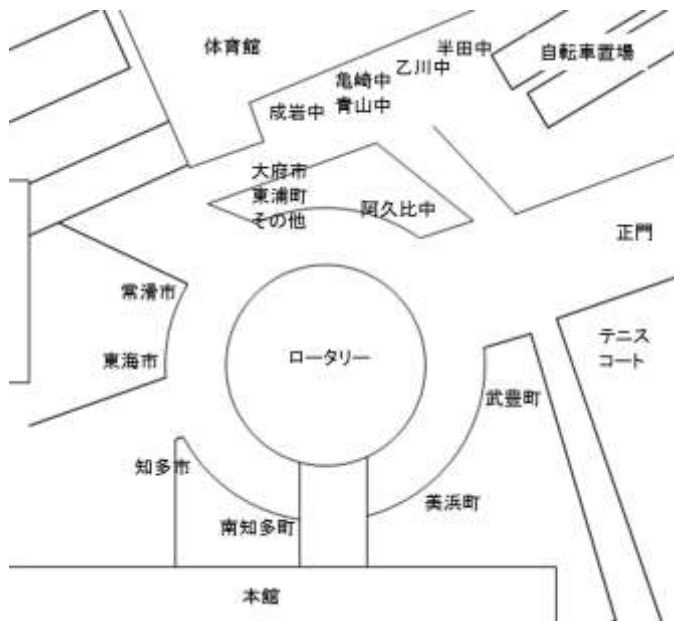 体育館
半田中
自転車置場
乙川中
亀崎中
青山中
成岩中
大府市
東浦町
その他
阿久比中
正門
常滑市
テニス
コート
ロータリー
東海市
武豊町
知多市
美浜町
南知多町
本館